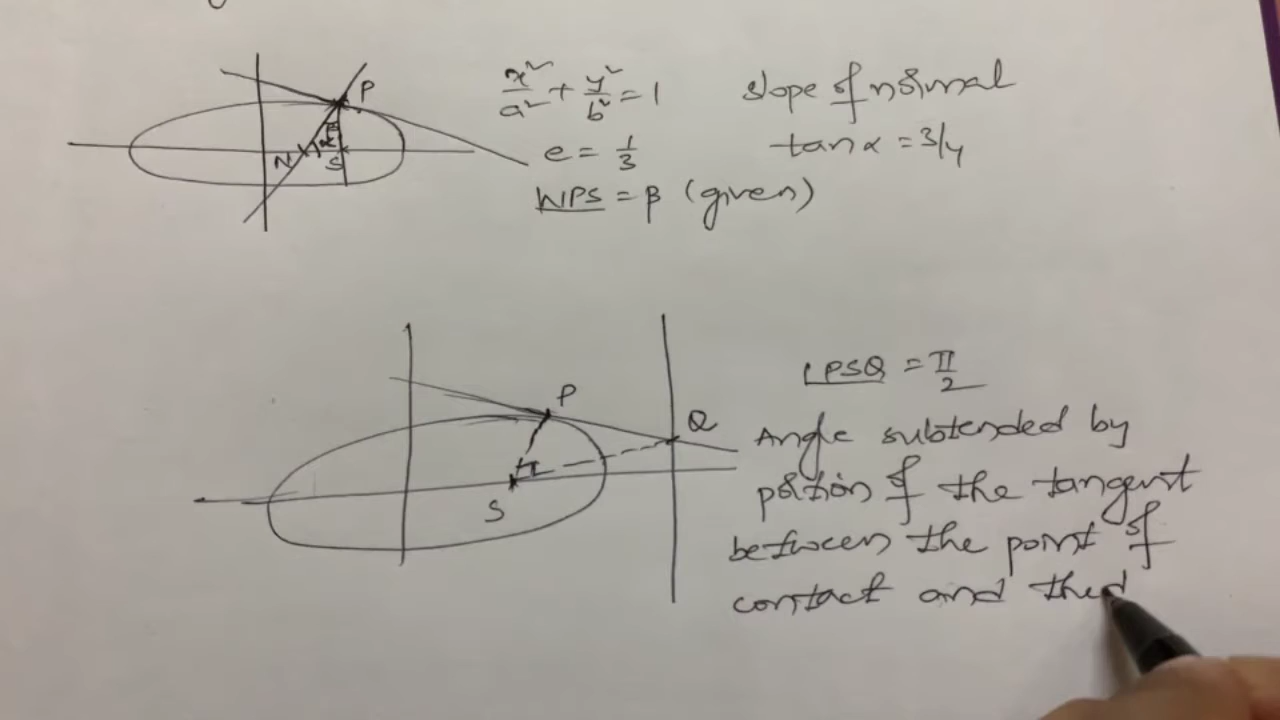 x²/a² + y²/b² = 1
slope of normal
e = 1/3
tan α = 3/4
∠NPS = β (given)
P
N
α
S
∠PSQ = π/2
P
Q
S
Angle subtended by
portion of the tangent
between the point of
contact and the d